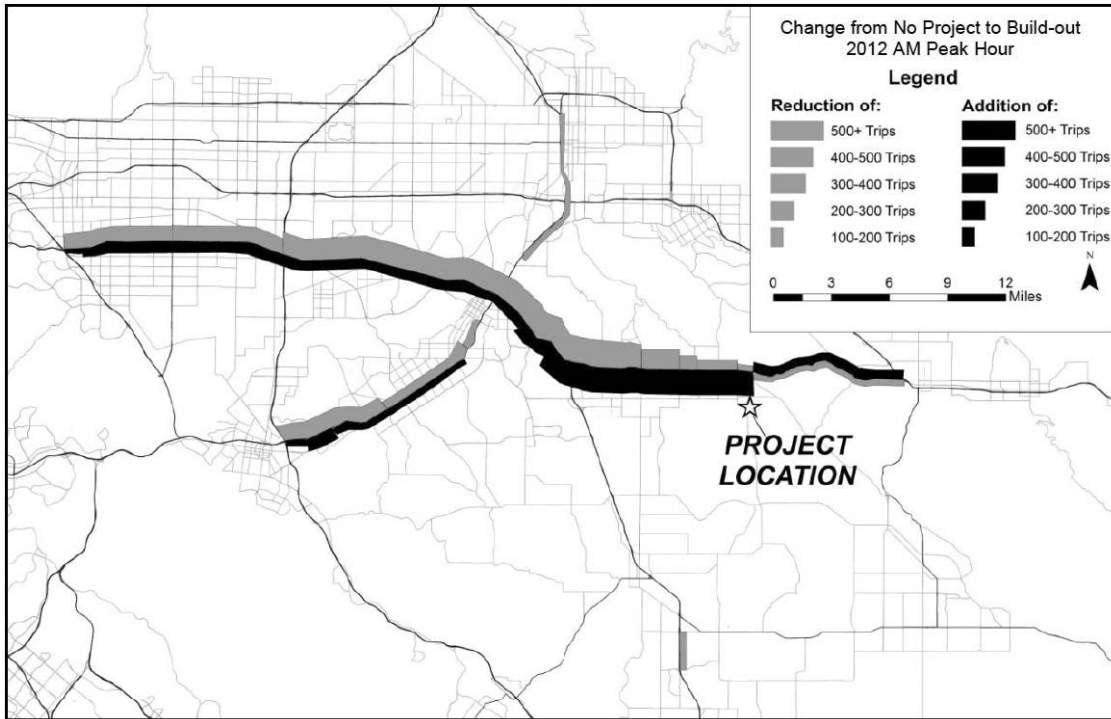 Change from No Project to Build-out
2012 AM Peak Hour
Legend
Reduction of:
500+ Trips
400-500 Trips
300-400 Trips
200-300 Trips
100-200 Trips
Addition of:
500+ Trips
400-500 Trips
300-400 Trips
200-300 Trips
100-200 Trips
N
0 3 6 9 12
Miles
PROJECT
LOCATION